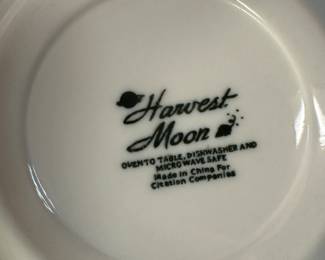 Harvest
Moon
OVEN TO TABLE, DISHWASHER AND
MICROWAVE SAFE
Made in China For
Citation Companies